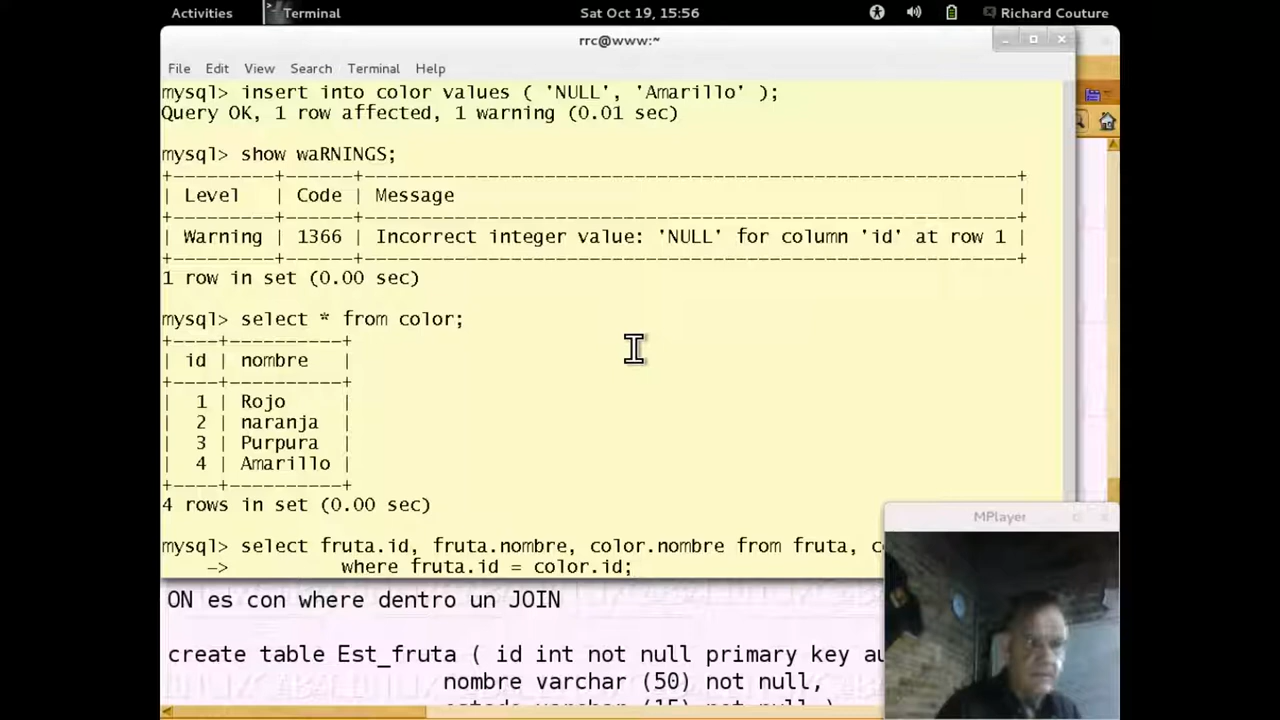 Activities Terminal Sat Oct 19, 15:56 Richard Couture
rrc@www:~
File Edit View Search Terminal Help
mysql> insert into color values ( 'NULL', 'Amarillo' );
Query OK, 1 row affected, 1 warning (0.01 sec)
mysql> show waRNINGS;
+---------+------+-----------------------------------------------------------+
| Level | Code | Message |
+---------+------+-----------------------------------------------------------+
| Warning | 1366 | Incorrect integer value: 'NULL' for column 'id' at row 1 |
+---------+------+-----------------------------------------------------------+
1 row in set (0.00 sec)
mysql> select * from color;
+----+----------+
| id | nombre |
+----+----------+
| 1 | Rojo |
| 2 | naranja |
| 3 | Purpura |
| 4 | Amarillo |
+----+----------+
4 rows in set (0.00 sec)
mysql> select fruta.id, fruta.nombre, color.nombre from fruta,
-> where fruta.id = color.id;
MPlayer
ON es con where dentro un JOIN
create table Est_fruta ( id int not null primary key
nombre varchar (50) not null,